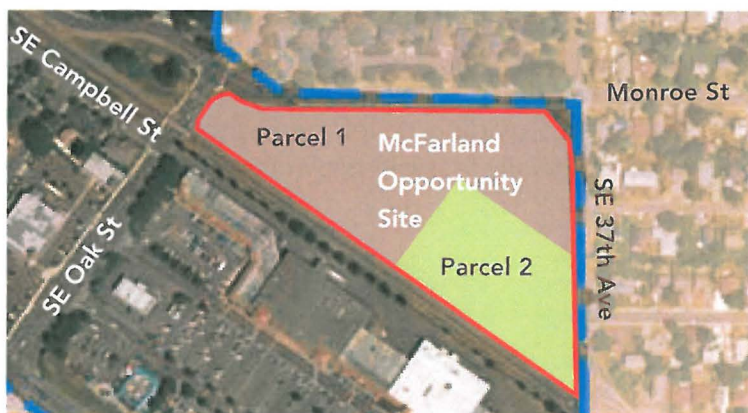 SE Campbell St
Monroe St
Parcel 1
McFarland
Opportunity
Site
SE 37th Ave
SE Oak St
Parcel 2